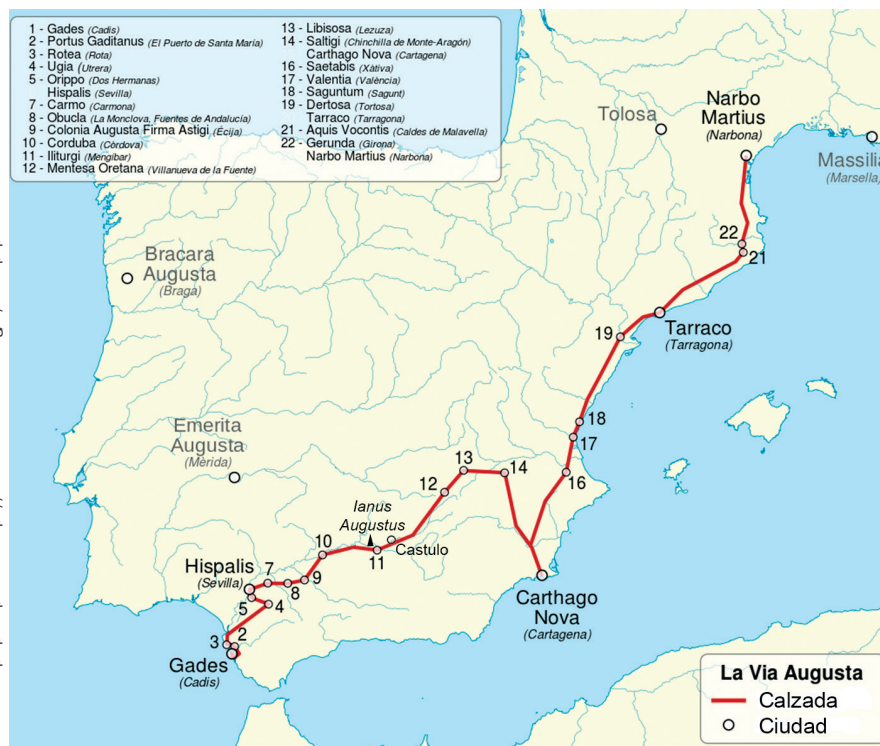 1 - Gades (Cadis)
2 - Portus Gaditanus (El Puerto de Santa María)
3 - Rotea (Rota)
4 - Ugia (Utrera)
5 - Orippo (Dos Hermanas)
Hispalis (Sevilla)
7 - Carmo (Carmona)
8 - Obucla (La Monclova, Fuentes de Andalucía)
9 - Colonia Augusta Firma Astigi (Écija)
10 - Corduba (Còrdova)
11 - Iliturgi (Mengíbar)
12 - Mentesa Oretana (Villanueva de la Fuente)
13 - Libisosa (Lezuza)
14 - Saltigi (Chinchilla de Monte-Aragón)
Carthago Nova (Cartagena)
16 - Saetabis (Xàtiva)
17 - Valentia (València)
18 - Saguntum (Sagunt)
19 - Dertosa (Tortosa)
Tarraco (Tarragona)
21 - Aquis Vocontis (Caldes de Malavella)
22 - Gerunda (Girona)
Narbo Martius (Narbona)
Tolosa
Narbo
Martius
(Narbona)
Massilia
(Marsella)
22
21
Bracara
Augusta
(Braga)
19
Tarraco
(Tarragona)
Emerita
Augusta
(Mèrida)
18
17
16
13
14
12
Ianus
Augustus
Castulo
11
10
Hispalis
(Sevilla)
7
8
9
5
4
3
2
Gades
(Cadis)
Carthago
Nova
(Cartagena)
La Via Augusta
Calzada
Ciudad